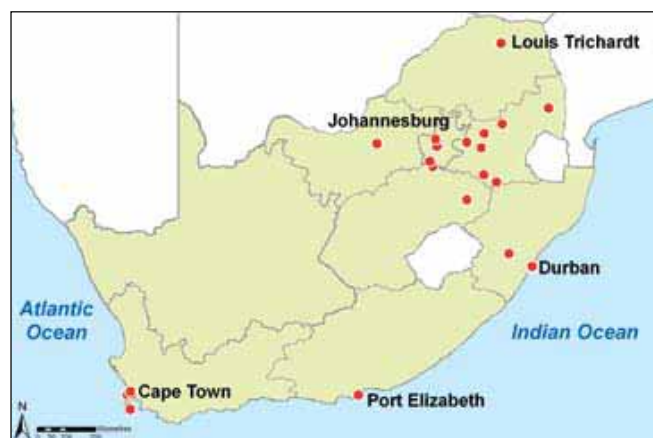 Louis Trichardt
Johannesburg
Durban
Atlantic
Ocean
Indian Ocean
Cape Town
Port Elizabeth
N